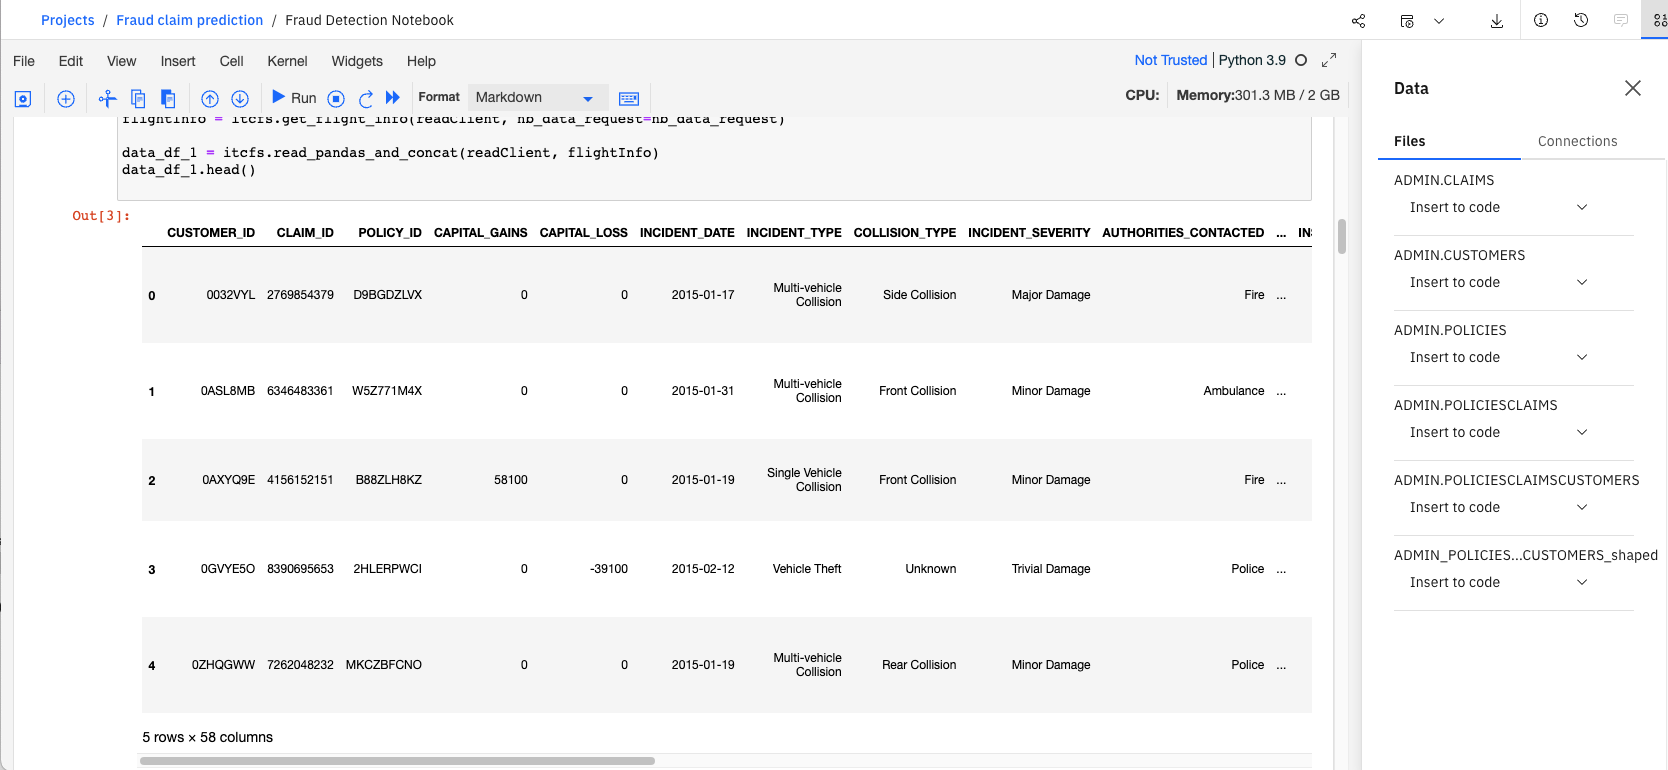 Projects / Fraud claim prediction / Fraud Detection Notebook
File Edit View Insert Cell Kernel Widgets Help
Not Trusted | Python 3.9
Run Format Markdown
CPU: Memory:301.3 MB / 2 GB
flightInfo = itcfs.get_flight_info(readClient, nb_data_request=nb_data_request)
data_df_1 = itcfs.read_pandas_and_concat(readClient, flightInfo)
data_df_1.head()
Out[3]:
CUSTOMER_ID CLAIM_ID POLICY_ID CAPITAL_GAINS CAPITAL_LOSS INCIDENT_DATE INCIDENT_TYPE COLLISION_TYPE INCIDENT_SEVERITY AUTHORITIES_CONTACTED ... IN
0 0032VYL 2769854379 D9BGDZLVX 0 0 2015-01-17 Multi-vehicle Collision Side Collision Major Damage Fire ...
1 0ASL8MB 6346483361 W5Z771M4X 0 0 2015-01-31 Multi-vehicle Collision Front Collision Minor Damage Ambulance ...
2 0AXYQ9E 4156152151 B88ZLH8KZ 58100 0 2015-01-19 Single Vehicle Collision Front Collision Minor Damage Fire ...
3 0GVYE5O 8390695653 2HLERPWCI 0 -39100 2015-02-12 Vehicle Theft Unknown Trivial Damage Police ...
4 0ZHQGWW 7262048232 MKCZBFCNO 0 0 2015-01-19 Multi-vehicle Collision Rear Collision Minor Damage Police ...
5 rows × 58 columns
Data
Files Connections
ADMIN.CLAIMS
Insert to code
ADMIN.CUSTOMERS
Insert to code
ADMIN.POLICIES
Insert to code
ADMIN.POLICIESCLAIMS
Insert to code
ADMIN.POLICIESCLAIMSCUSTOMERS
Insert to code
ADMIN_POLICIES...CUSTOMERS_shaped
Insert to code